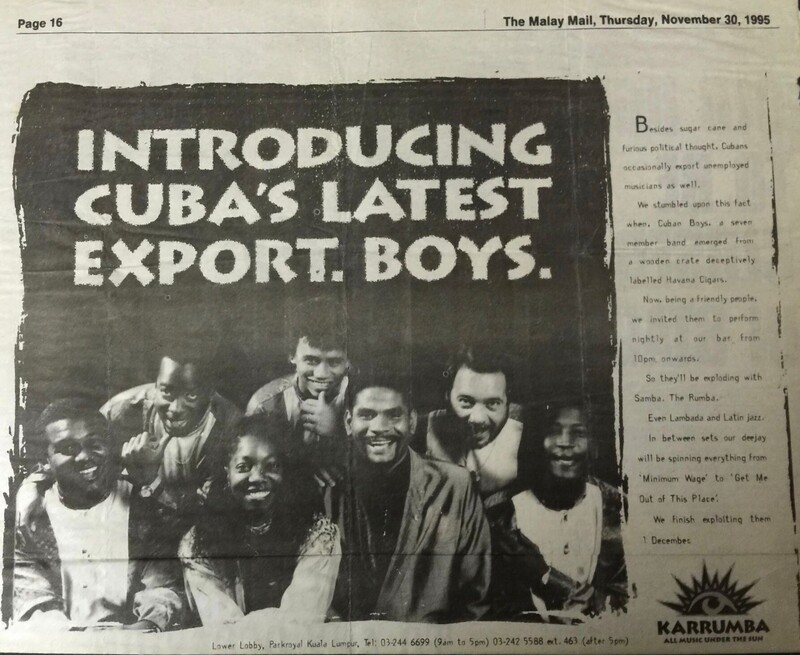 Page 16
The Malay Mail, Thursday, November 30, 1995
INTRODUCING
CUBA'S LATEST
EXPORT. BOYS.
Besides sugar cane and
furious political thought, Cubans
occasionally export unemployed
musicians as well.
We stumbled upon this fact
when, Cuban Boys, a seven
member band emerged from
a wooden crate deceptively
labelled Havana Cigars.
Now, being a friendly people,
we invited them to perform
nightly at our bar from
10pm onwards.
So they'll be exploding with
Samba. The Rumba.
Even Lambada and Latin jazz.
In between sets our deejay
will be spinning everything from
'Minimum Wage' to 'Get Me
Out of This Place'.
We finish exploiting them
1 December.
KARRUMBA
ALL MUSIC UNDER THE SUN
Lower Lobby, Parkroyal Kuala Lumpur, Tel: 03-244 6699 (9am to 5pm) 03-242 5588 ext. 463 (after 5pm)